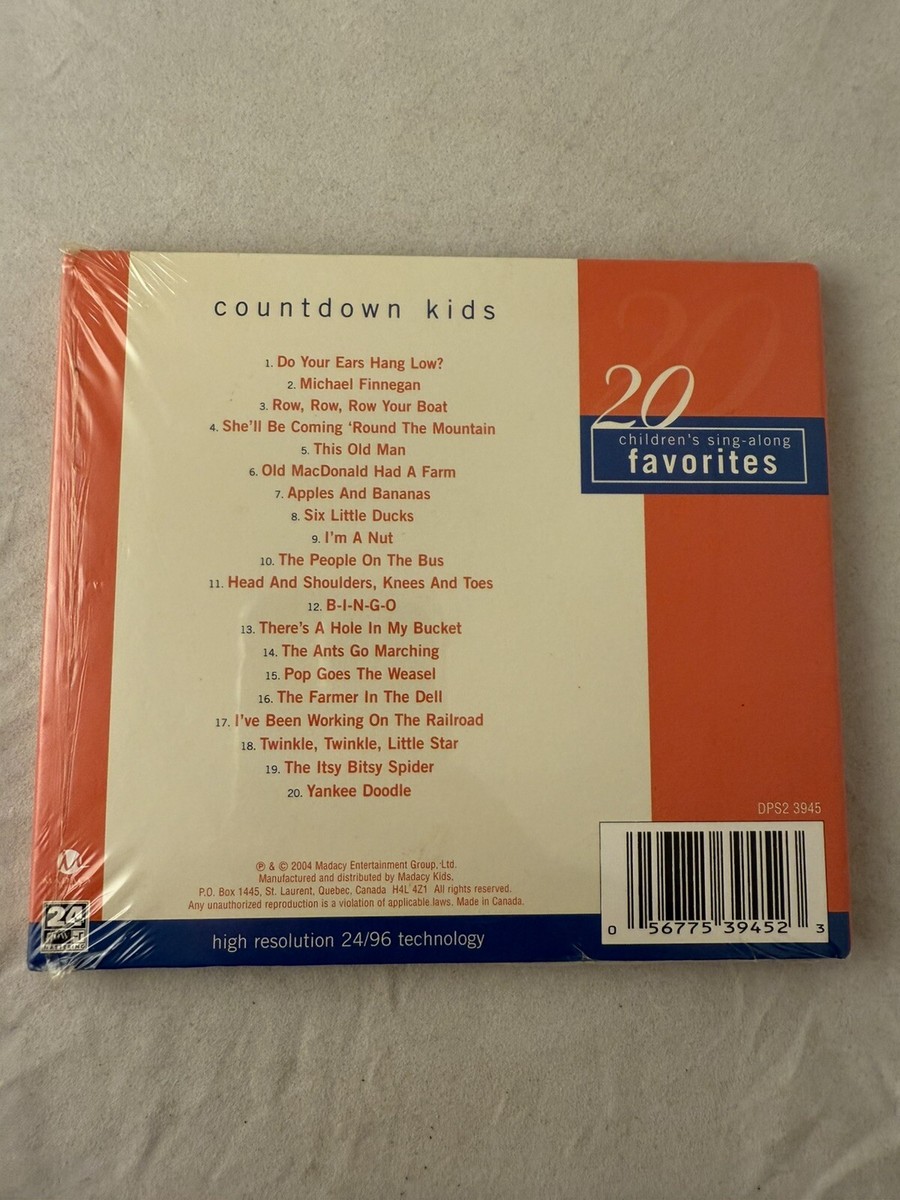 countdown kids
1. Do Your Ears Hang Low?
2. Michael Finnegan
3. Row, Row, Row Your Boat
4. She'll Be Coming 'Round The Mountain
5. This Old Man
6. Old MacDonald Had A Farm
7. Apples And Bananas
8. Six Little Ducks
9. I'm A Nut
10. The People On The Bus
11. Head And Shoulders, Knees And Toes
12. B-I-N-G-O
13. There's A Hole In My Bucket
14. The Ants Go Marching
15. Pop Goes The Weasel
16. The Farmer In The Dell
17. I've Been Working On The Railroad
18. Twinkle, Twinkle, Little Star
19. The Itsy Bitsy Spider
20. Yankee Doodle
20
20
children's sing-along
favorites
℗ & © 2004 Madacy Entertainment Group, Ltd.
Manufactured and distributed by Madacy Kids.
P.O. Box 1445, St. Laurent, Quebec, Canada H4L 4Z1 All rights reserved.
Any unauthorized reproduction is a violation of applicable laws. Made in Canada.
DPS2 3945
0 56775 39452 3
24
high resolution 24/96 technology